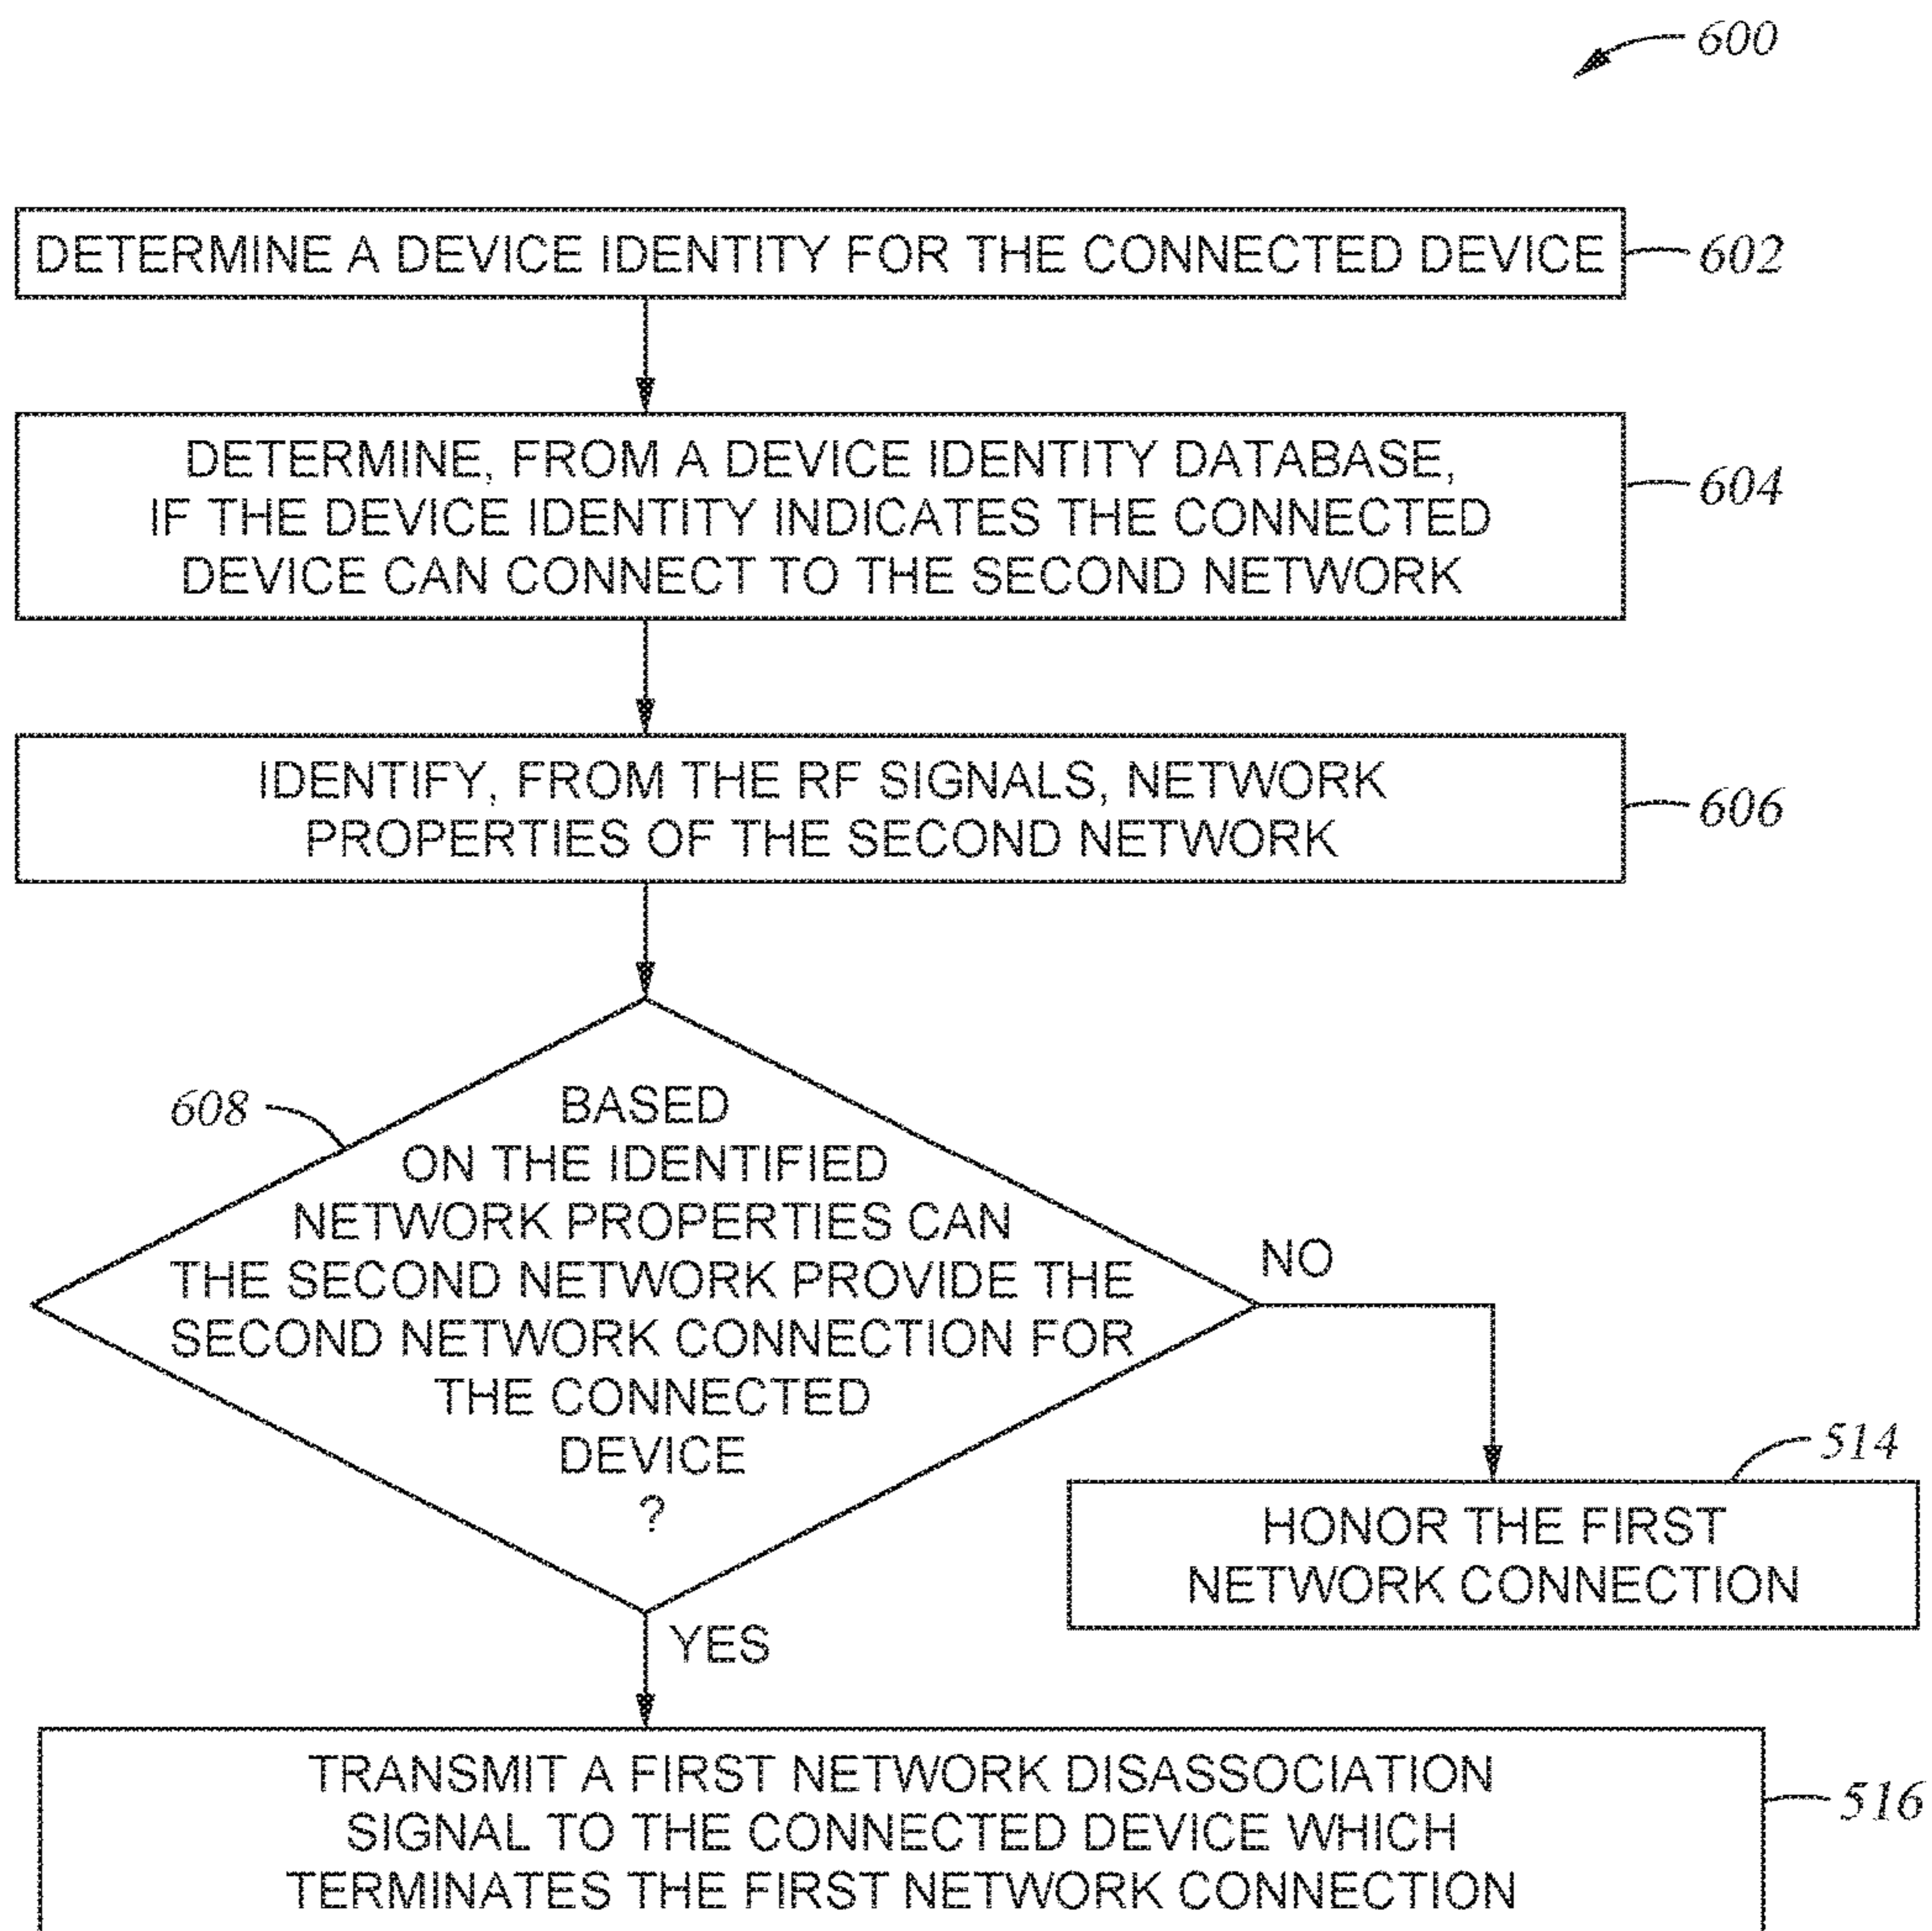 600
DETERMINE A DEVICE IDENTITY FOR THE CONNECTED DEVICE
602
DETERMINE, FROM A DEVICE IDENTITY DATABASE,
IF THE DEVICE IDENTITY INDICATES THE CONNECTED
DEVICE CAN CONNECT TO THE SECOND NETWORK
604
IDENTIFY, FROM THE RF SIGNALS, NETWORK
PROPERTIES OF THE SECOND NETWORK
606
608
BASED
ON THE IDENTIFIED
NETWORK PROPERTIES CAN
THE SECOND NETWORK PROVIDE THE
SECOND NETWORK CONNECTION FOR
THE CONNECTED
DEVICE
?
NO
514
HONOR THE FIRST
NETWORK CONNECTION
YES
TRANSMIT A FIRST NETWORK DISASSOCIATION
SIGNAL TO THE CONNECTED DEVICE WHICH
TERMINATES THE FIRST NETWORK CONNECTION
516